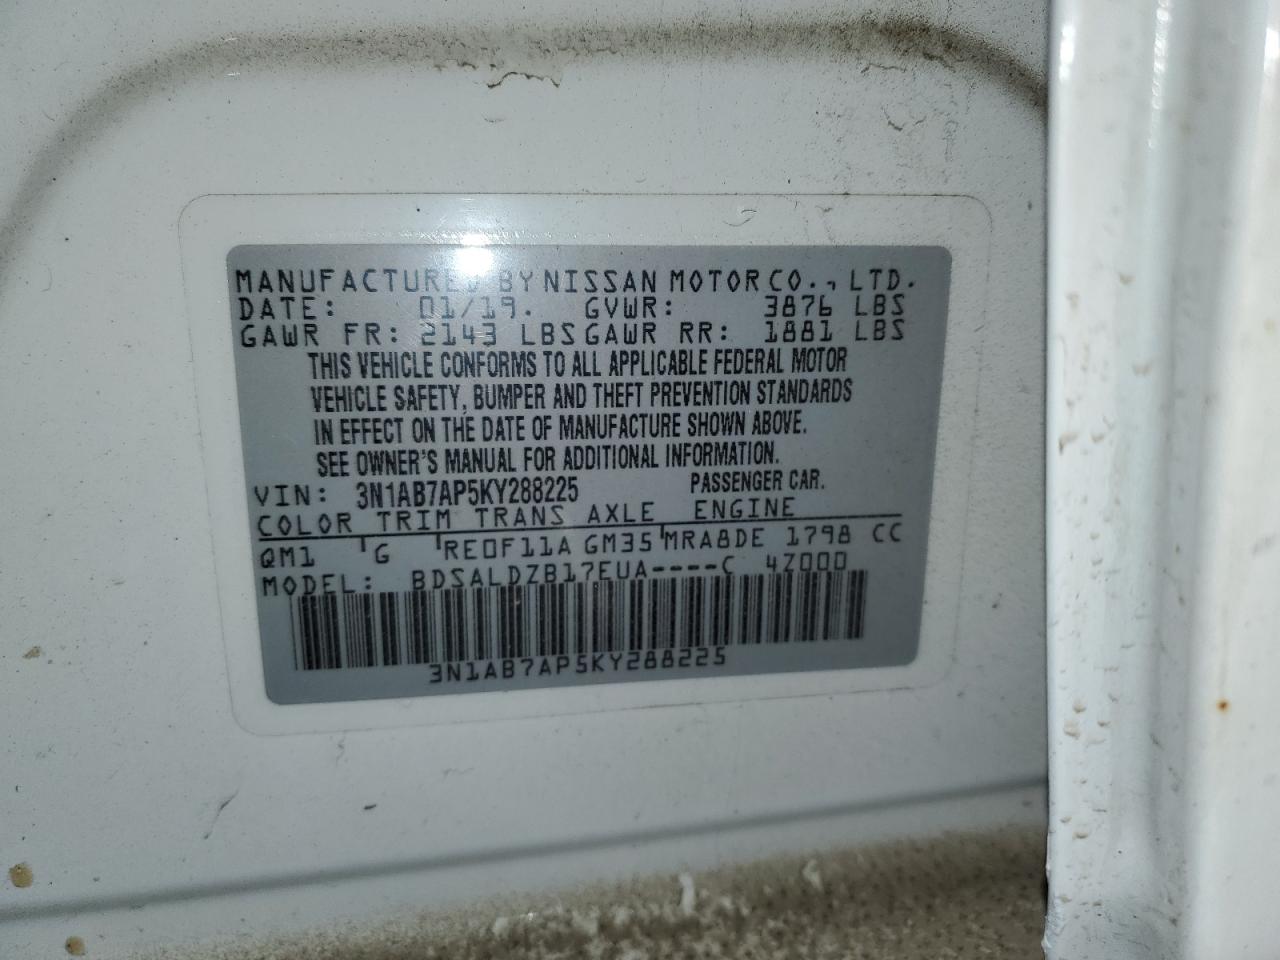 MANUFACTURED BY NISSAN MOTOR CO., LTD.
DATE: 01/19. GVWR: 3876 LBS
GAWR FR: 2143 LBS GAWR RR: 1881 LBS
THIS VEHICLE CONFORMS TO ALL APPLICABLE FEDERAL MOTOR
VEHICLE SAFETY, BUMPER AND THEFT PREVENTION STANDARDS
IN EFFECT ON THE DATE OF MANUFACTURE SHOWN ABOVE.
SEE OWNER'S MANUAL FOR ADDITIONAL INFORMATION.
VIN: 3N1AB7AP5KY288225 PASSENGER CAR.
COLOR TRIM TRANS AXLE ENGINE
QM1 G RE0F11A GM35 MRA8DE 1798 CC
MODEL: BDSALDZB17EUA----C 4Z000
3N1AB7AP5KY288225